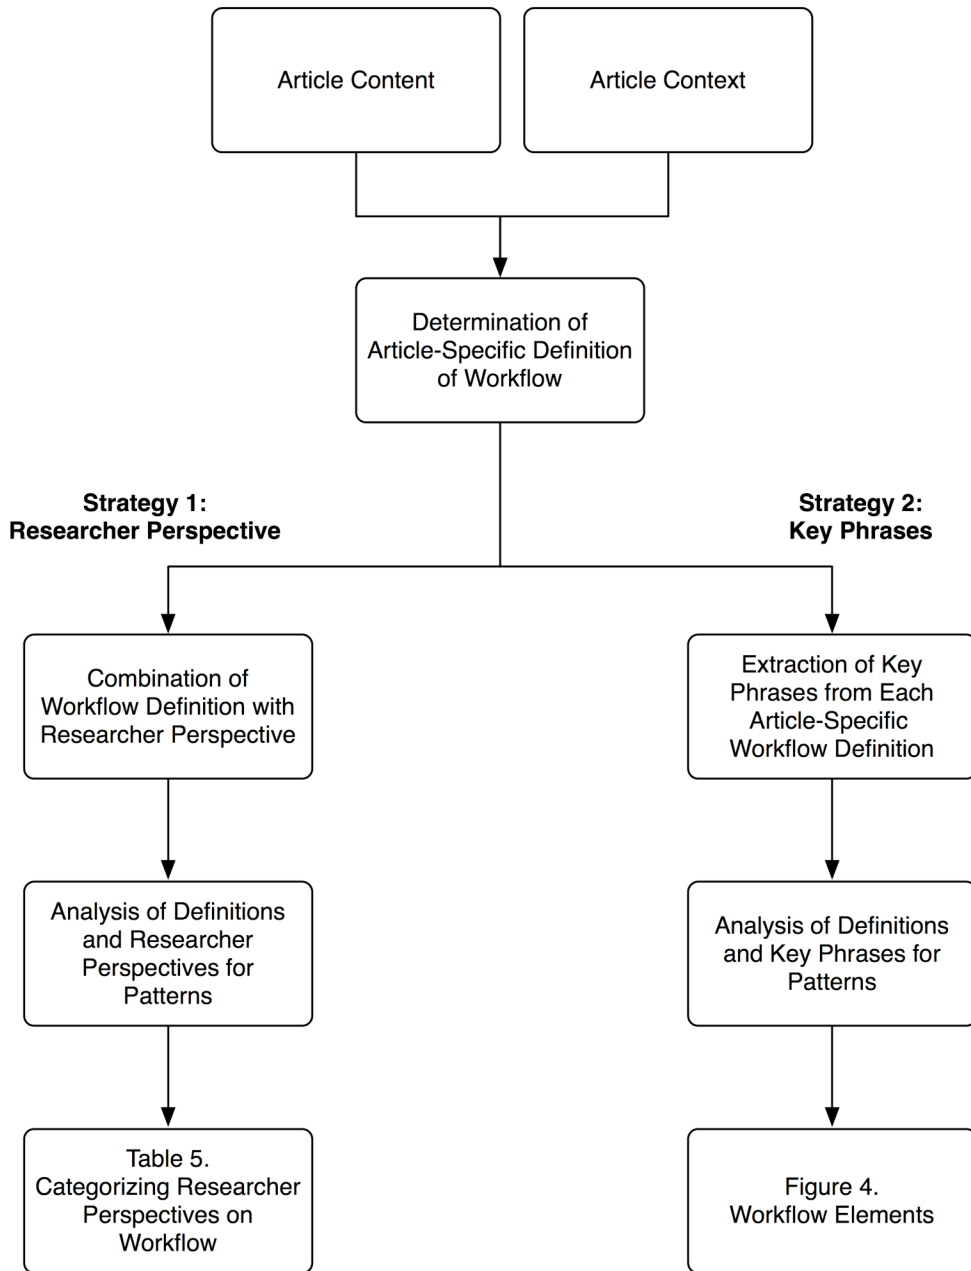 Article Content
Article Context
Determination of
Article-Specific Definition
of Workflow
Strategy 1:
Researcher Perspective
Strategy 2:
Key Phrases
Combination of
Workflow Definition with
Researcher Perspective
Extraction of Key
Phrases from Each
Article-Specific
Workflow Definition
Analysis of Definitions
and Researcher
Perspectives for
Patterns
Analysis of Definitions
and Key Phrases for
Patterns
Table 5.
Categorizing Researcher
Perspectives on
Workflow
Figure 4.
Workflow Elements